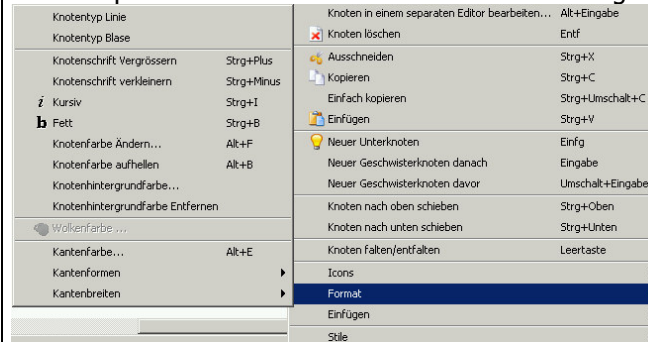 Knotentyp Linie
Knotentyp Blase
Knotenschrift Vergrössern Strg+Plus
Knotenschrift verkleinern Strg+Minus
i Kursiv Strg+I
b Fett Strg+B
Knotenfarbe Ändern... Alt+F
Knotenfarbe aufhellen Alt+B
Knotenhintergrundfarbe...
Knotenhintergrundfarbe Entfernen
Wolkenfarbe ...
Kantenfarbe... Alt+E
Kantenformen
Kantenbreiten
Knoten in einem separaten Editor bearbeiten... Alt+Eingabe
Knoten löschen Entf
Ausschneiden Strg+X
Kopieren Strg+C
Einfach kopieren Strg+Umschalt+C
Einfügen Strg+V
Neuer Unterknoten Einfg
Neuer Geschwisterknoten danach Eingabe
Neuer Geschwisterknoten davor Umschalt+Eingabe
Knoten nach oben schieben Strg+Oben
Knoten nach unten schieben Strg+Unten
Knoten falten/entfalten Leertaste
Icons
Format
Einfügen
Stile